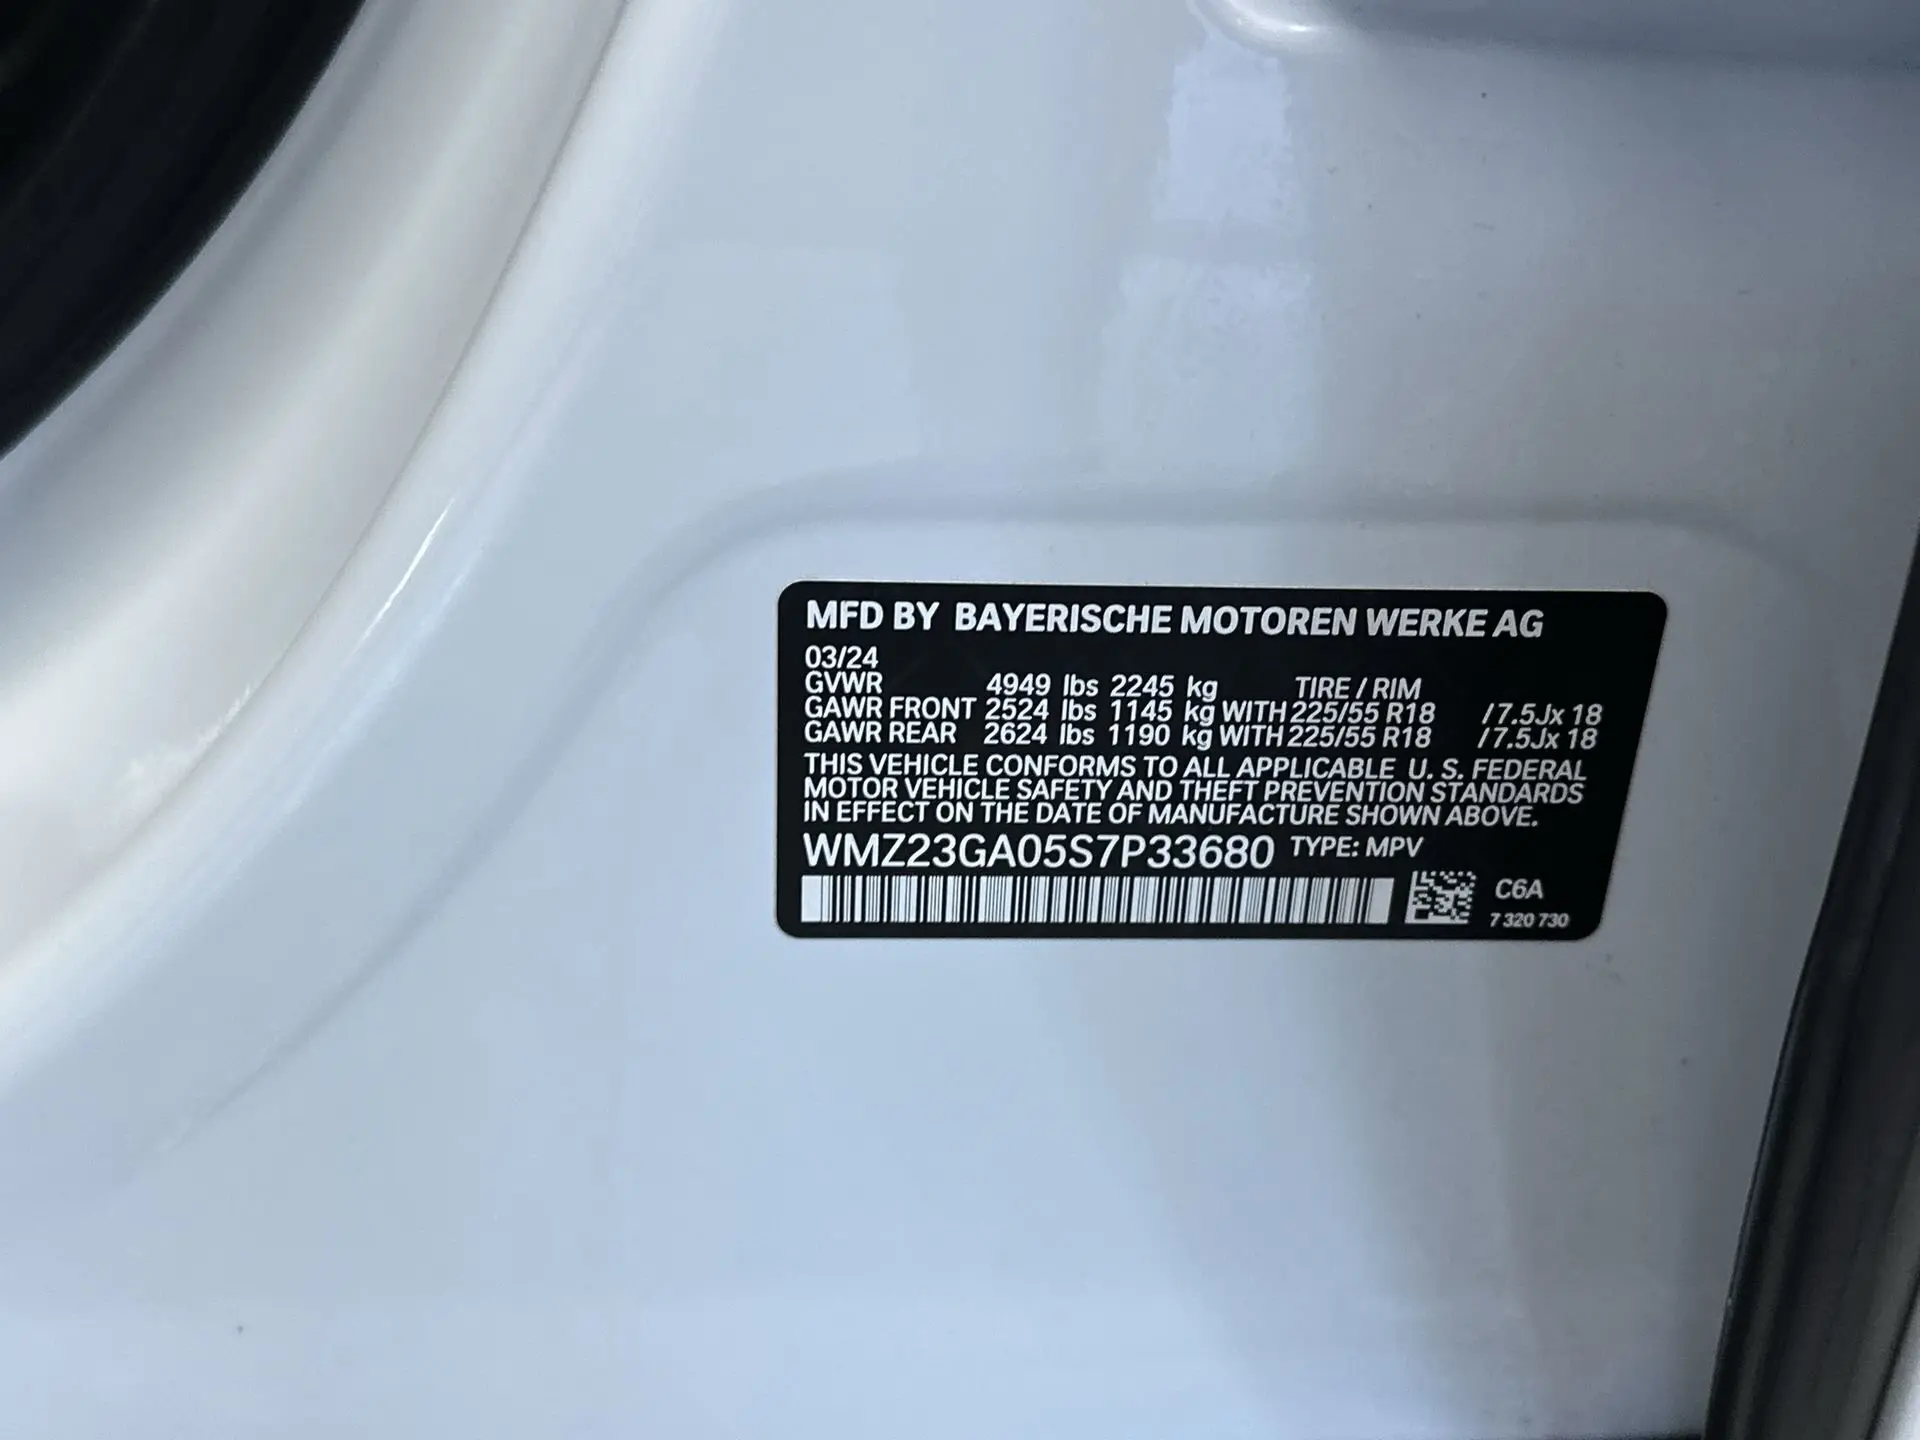 MFD BY BAYERISCHE MOTOREN WERKE AG
03/24
GVWR 4949 lbs 2245 kg TIRE / RIM
GAWR FRONT 2524 lbs 1145 kg WITH 225/55 R18 / 7.5Jx 18
GAWR REAR 2624 lbs 1190 kg WITH 225/55 R18 / 7.5Jx 18
THIS VEHICLE CONFORMS TO ALL APPLICABLE U. S. FEDERAL
MOTOR VEHICLE SAFETY AND THEFT PREVENTION STANDARDS
IN EFFECT ON THE DATE OF MANUFACTURE SHOWN ABOVE.
WMZ23GA05S7P33680 TYPE: MPV
C6A
7 320 730